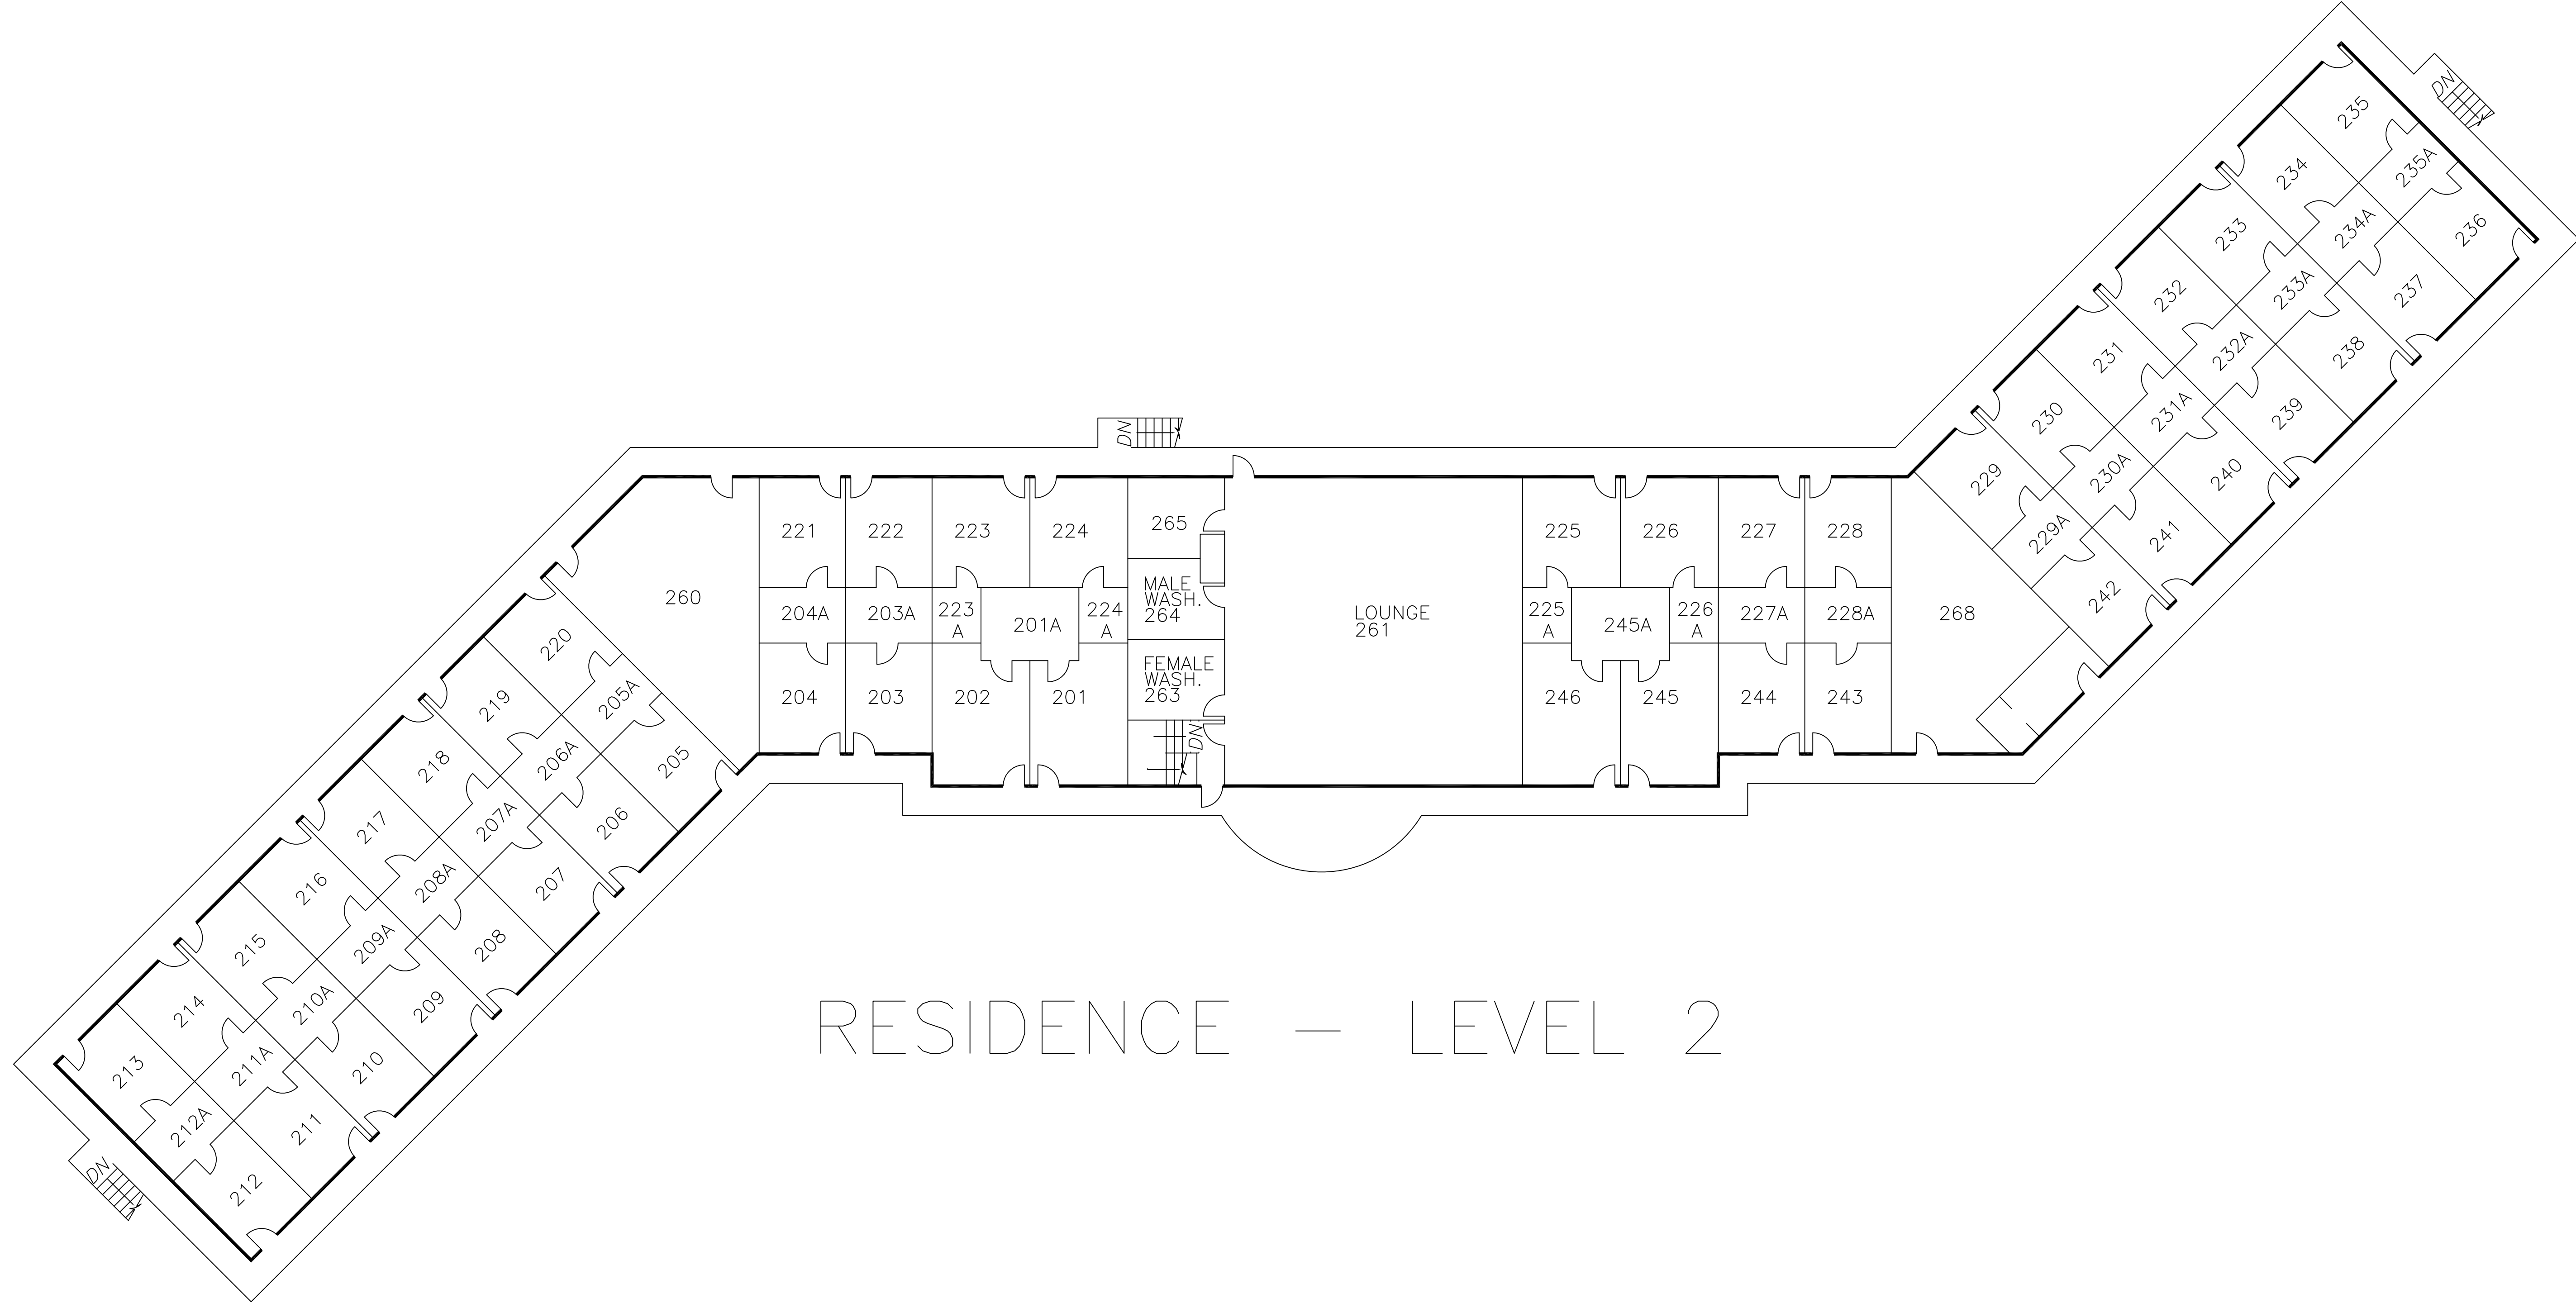 DN
235
235A
236
234
234A
237
233
233A
238
232
232A
239
231
231A
240
230
230A
241
229
229A
242
268
DN
221
222
223
224
265
225
226
227
228
260
204A
203A
223
A
201A
224
A
MALE
WASH.
264
LOUNGE
261
225
A
245A
226
A
227A
228A
204
203
202
201
FEMALE
WASH.
263
DN
246
245
244
243
220
205A
205
219
206A
206
218
207A
207
217
208A
208
216
209A
209
215
210A
210
214
211A
211
213
212A
212
DN
RESIDENCE - LEVEL 2